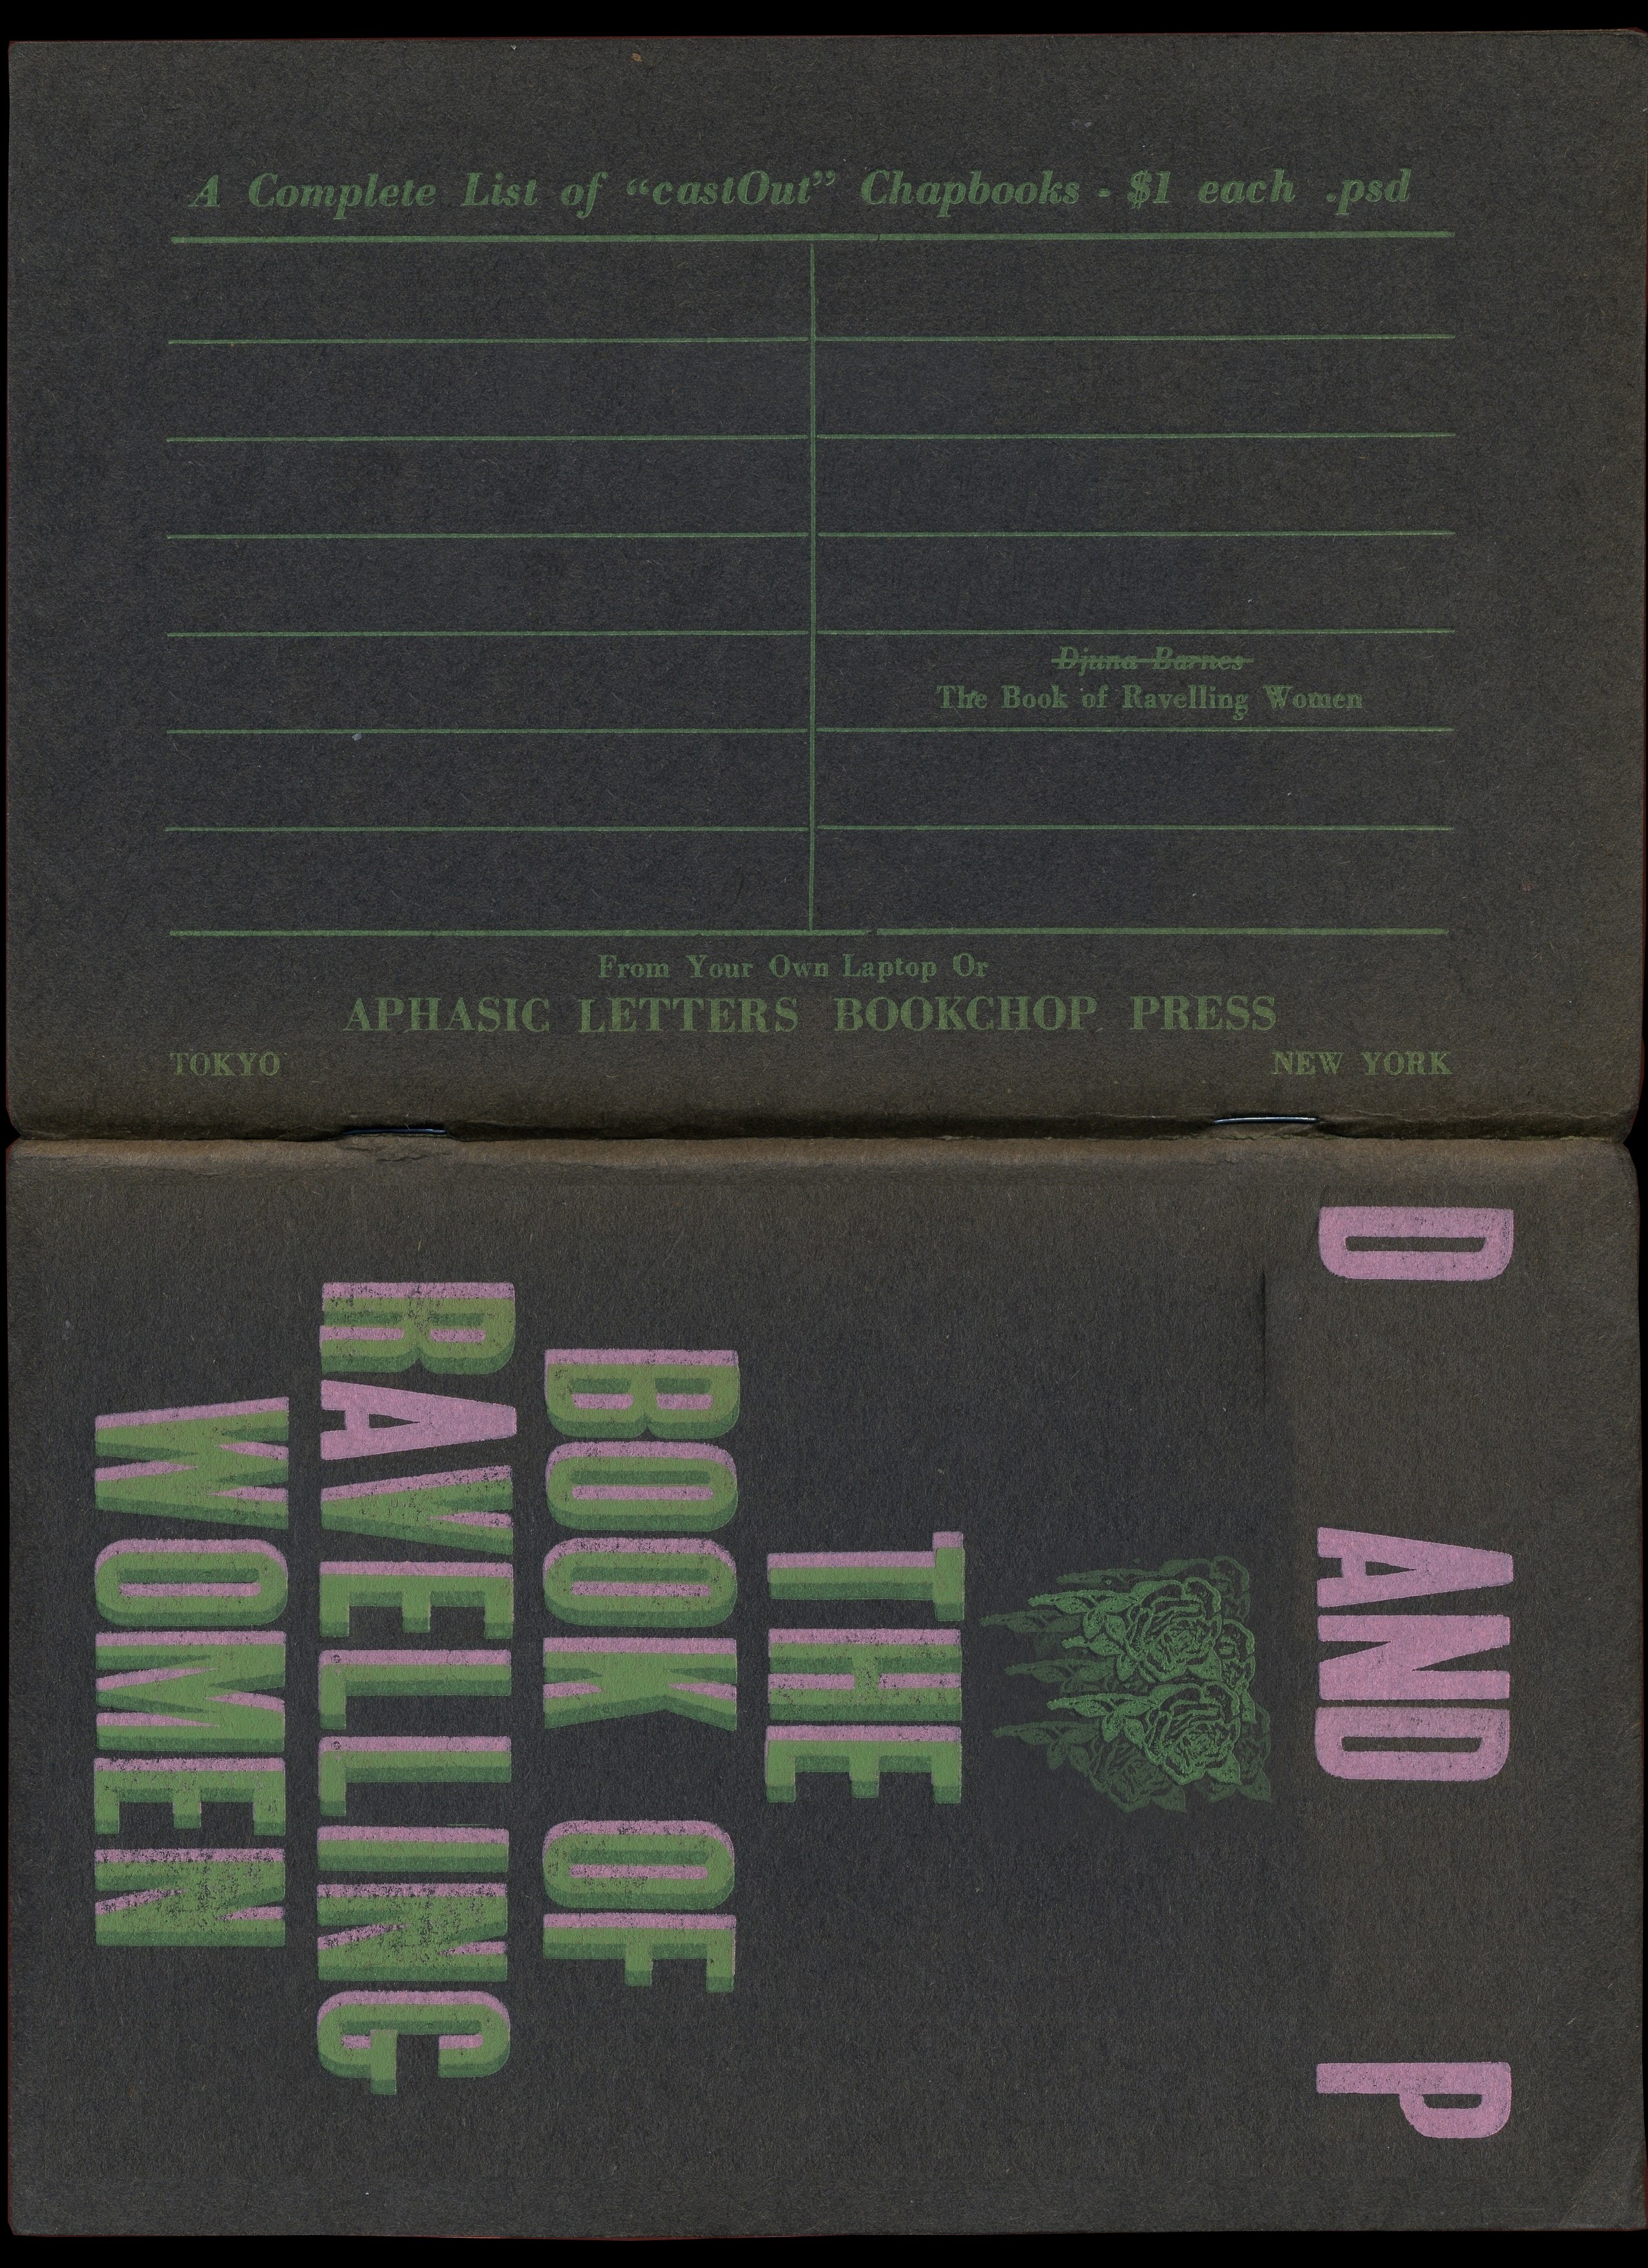 A Complete List of “castOut” Chapbooks - $1 each .psd
Djuna Barnes
The Book of Ravelling Women
From Your Own Laptop Or
APHASIC LETTERS BOOKCHOP PRESS
TOKYO NEW YORK
D AND P
THE
BOOK OF
RAVELLING
WOMEN